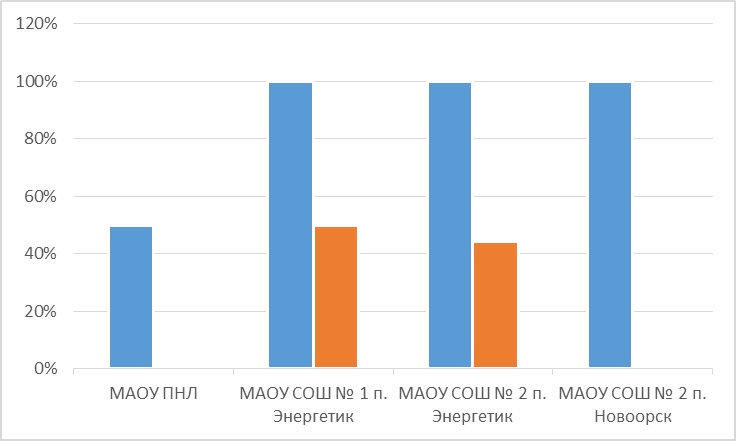 120%
100%
80%
60%
40%
20%
0%
МАОУ ПНЛ
МАОУ СОШ № 1 п.
Энергетик
МАОУ СОШ № 2 п.
Энергетик
МАОУ СОШ № 2 п.
Новоорск